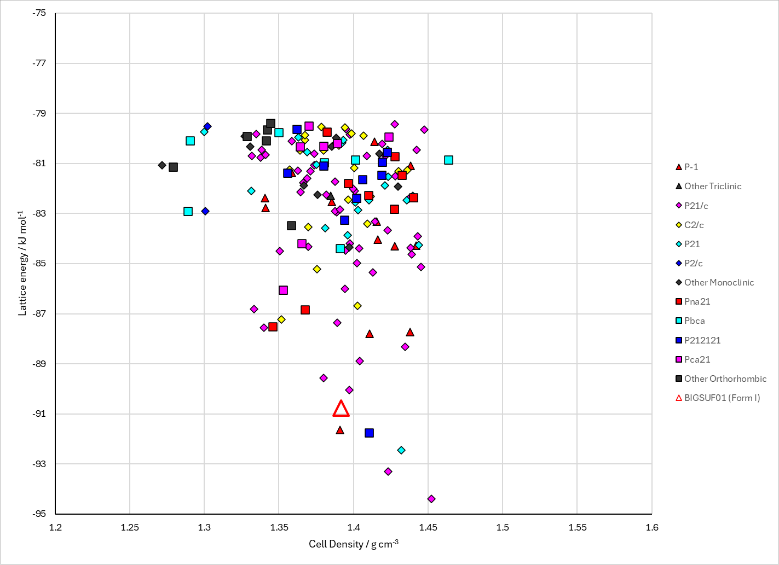 -75
-77
-79
-81
-83
-85
-87
-89
-91
-93
-95
Lattice energy / kJ mol⁻¹
1.2 1.25 1.3 1.35 1.4 1.45 1.5 1.55 1.6
Cell Density / g cm⁻³
P-1
Other Triclinic
P21/c
C2/c
P21
P2/c
Other Monoclinic
Pna21
Pbca
P212121
Pca21
Other Orthorhombic
BIGSUF01 (Form I)